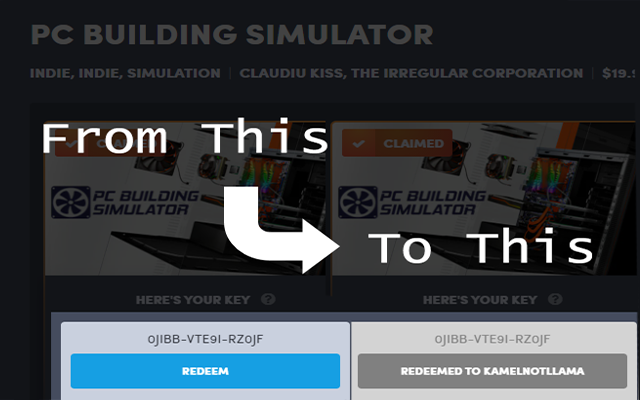 PC BUILDING SIMULATOR
INDIE, INDIE, SIMULATION | CLAUDIU KISS, THE IRREGULAR CORPORATION | $19.
From This
CLAIMED
PC BUILDING
SIMULATOR
PC BUILDING
SIMULATOR
To This
HERE'S YOUR KEY ?
HERE'S YOUR KEY ?
0JIBB-VTE9I-RZ0JF
0JIBB-VTE9I-RZ0JF
REDEEM
REDEEMED TO KAMELNOTLLAMA